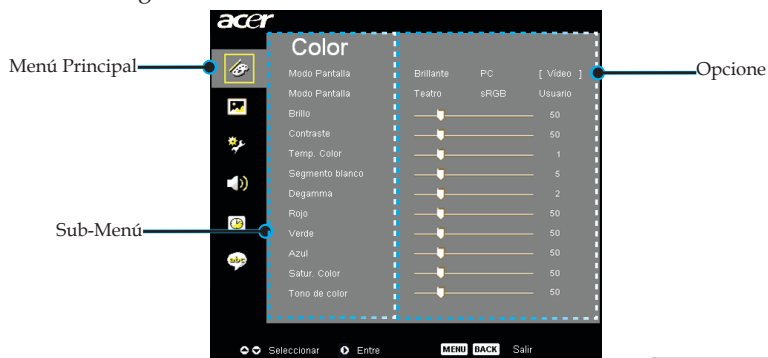 acer
Color
Menú Principal
Opcione
Modo Pantalla Brillante PC [ Vídeo ]
Modo Pantalla Teatro sRGB Usuario
Brillo 50
Contraste 50
Temp. Color 1
Segmento blanco 5
Degamma 2
Rojo 50
Sub-Menú
Verde 50
Azul 50
abc
Satur. Color 50
Tono de color 50
Seleccionar Entre MENU BACK Salir